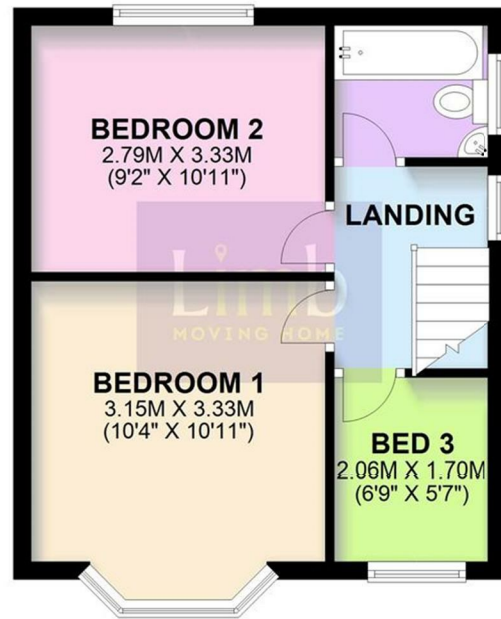 BEDROOM 2
2.79M X 3.33M
(9'2" X 10'11")
LANDING
Limb
MOVING HOME
BEDROOM 1
3.15M X 3.33M
(10'4" X 10'11")
BED 3
2.06M X 1.70M
(6'9" X 5'7")